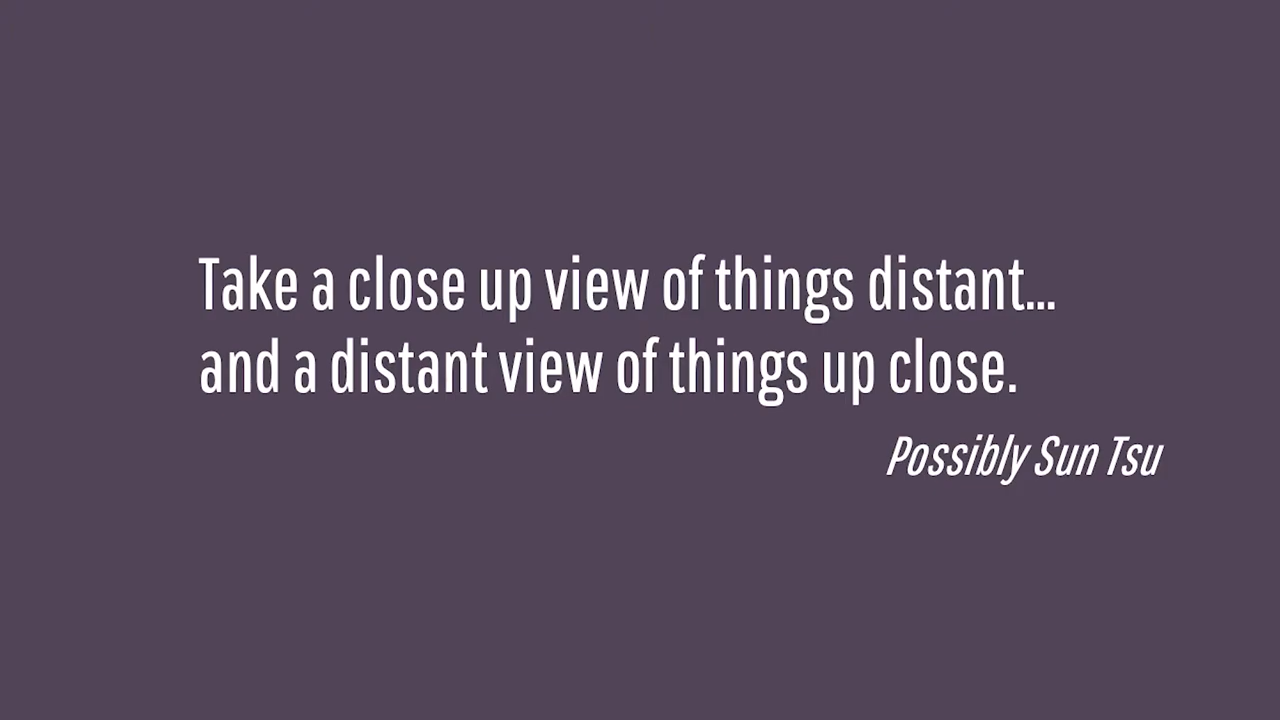 Take a close up view of things distant...
and a distant view of things up close.
Possibly Sun Tsu